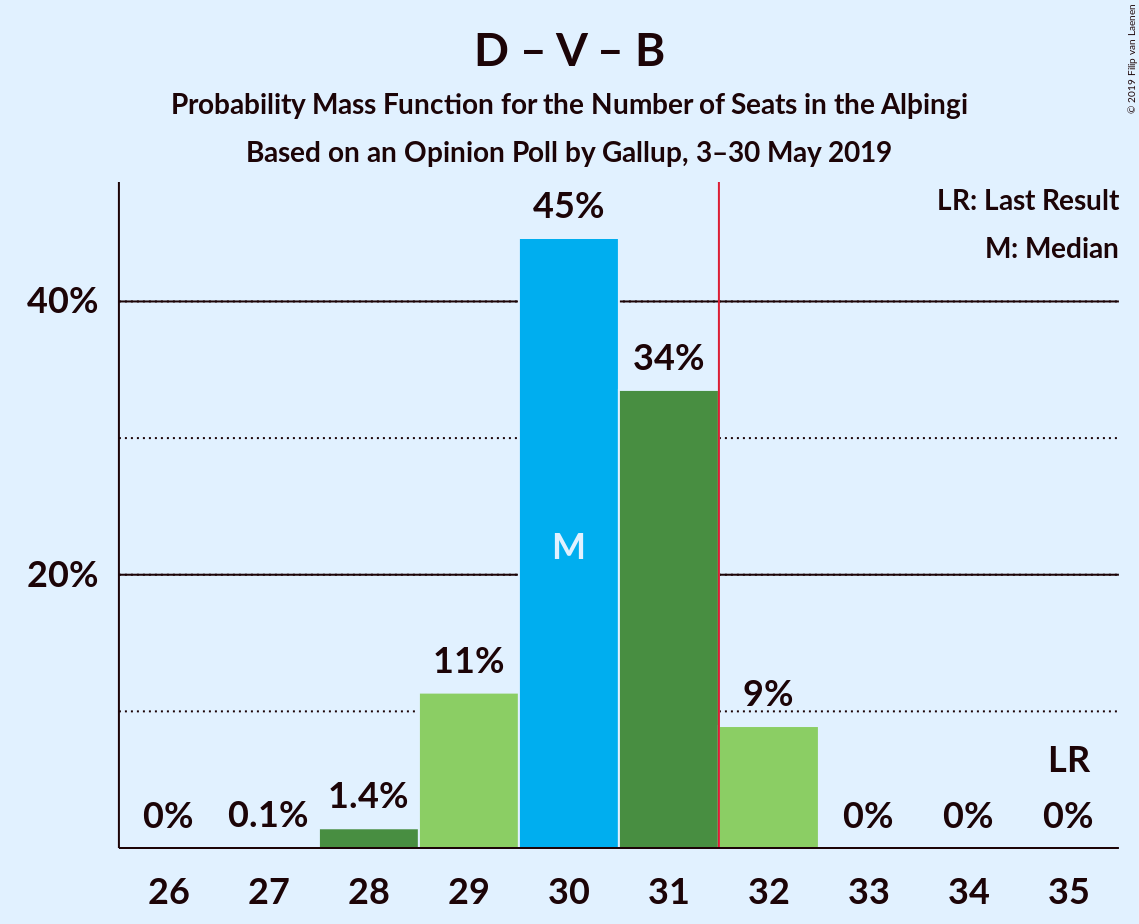 D – V – B
Probability Mass Function for the Number of Seats in the Alþingi
Based on an Opinion Poll by Gallup, 3–30 May 2019
© 2019 Filip van Laenen
LR: Last Result
M: Median
40%
20%
0%
0.1%
1.4%
11%
45%
M
34%
9%
0%
0%
LR
0%
26 27 28 29 30 31 32 33 34 35